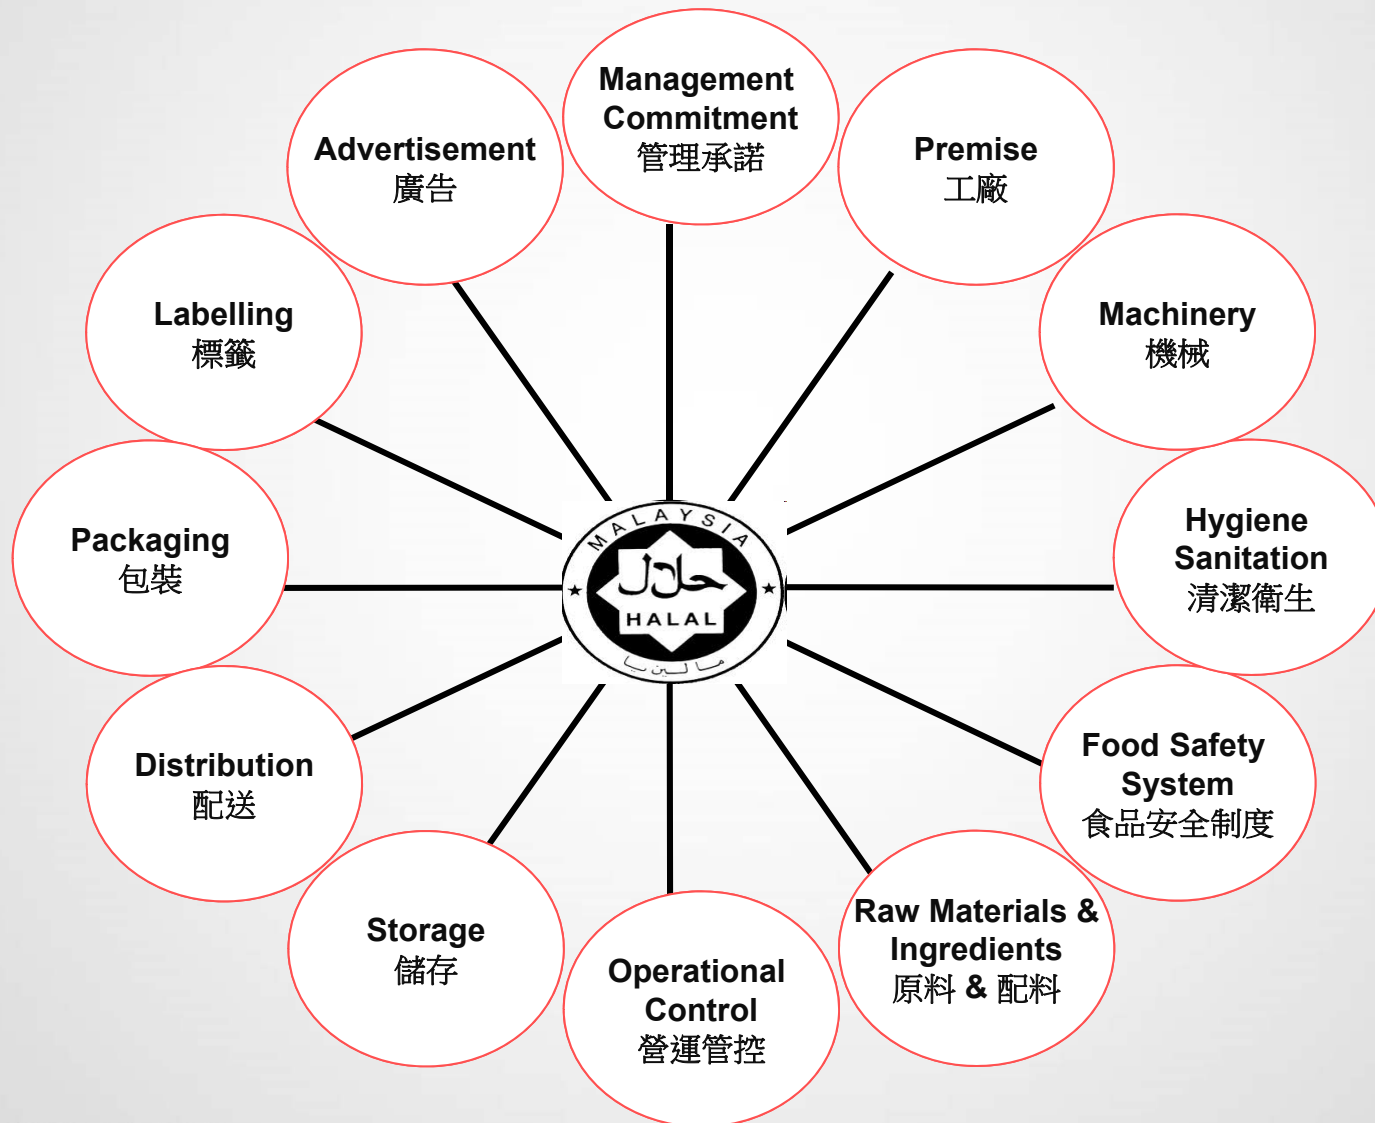 Management
Commitment
管理承諾
Premise
工廠
Machinery
機械
Hygiene
Sanitation
清潔衛生
Food Safety
System
食品安全制度
Raw Materials &
Ingredients
原料 & 配料
Operational
Control
營運管控
Storage
儲存
Distribution
配送
Packaging
包裝
Labelling
標籤
Advertisement
廣告
MALAYSIA
حلال
HALAL
ماليزيا